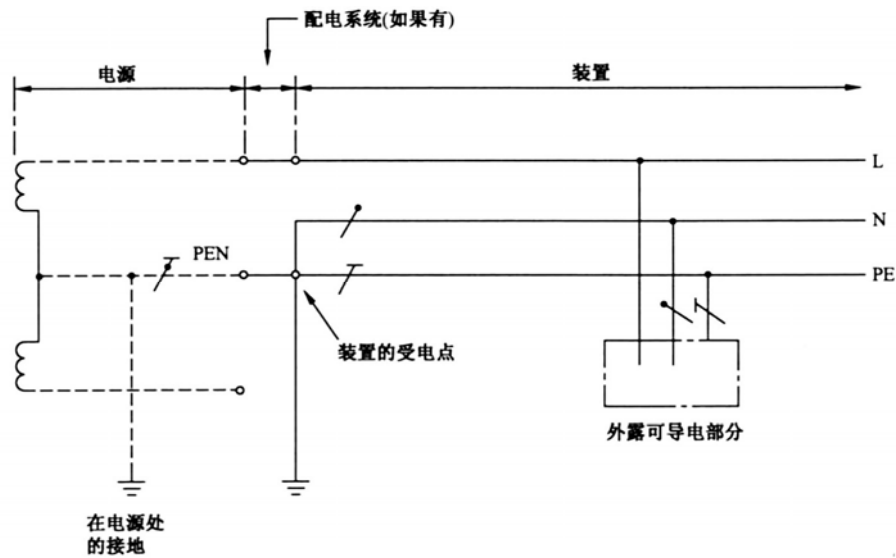 配电系统(如果有)
电源
装置
L
N
PEN
PE
装置的受电点
外露可导电部分
在电源处
的接地